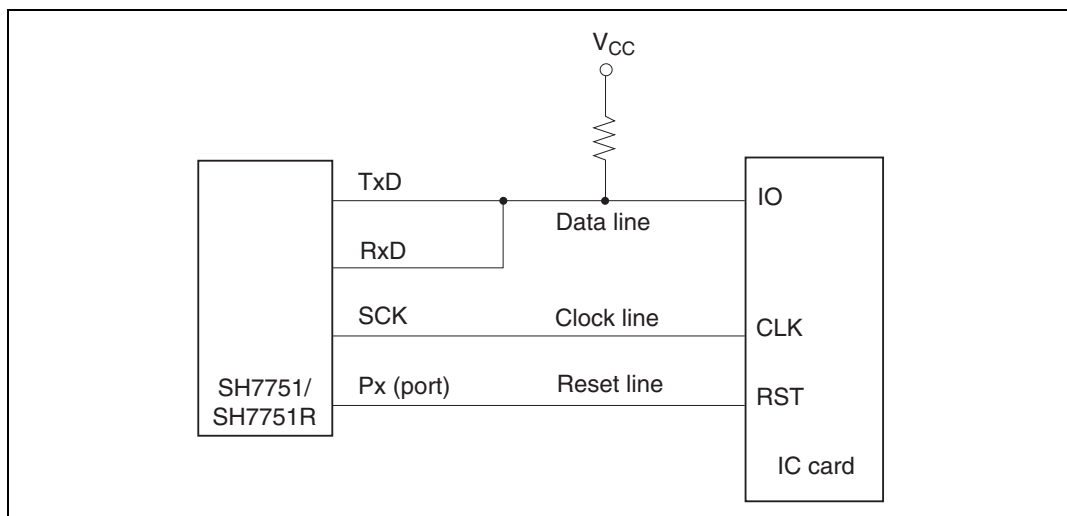 VCC
TxD
IO
Data line
RxD
SCK
Clock line
CLK
Px (port)
Reset line
RST
SH7751/
SH7751R
IC card